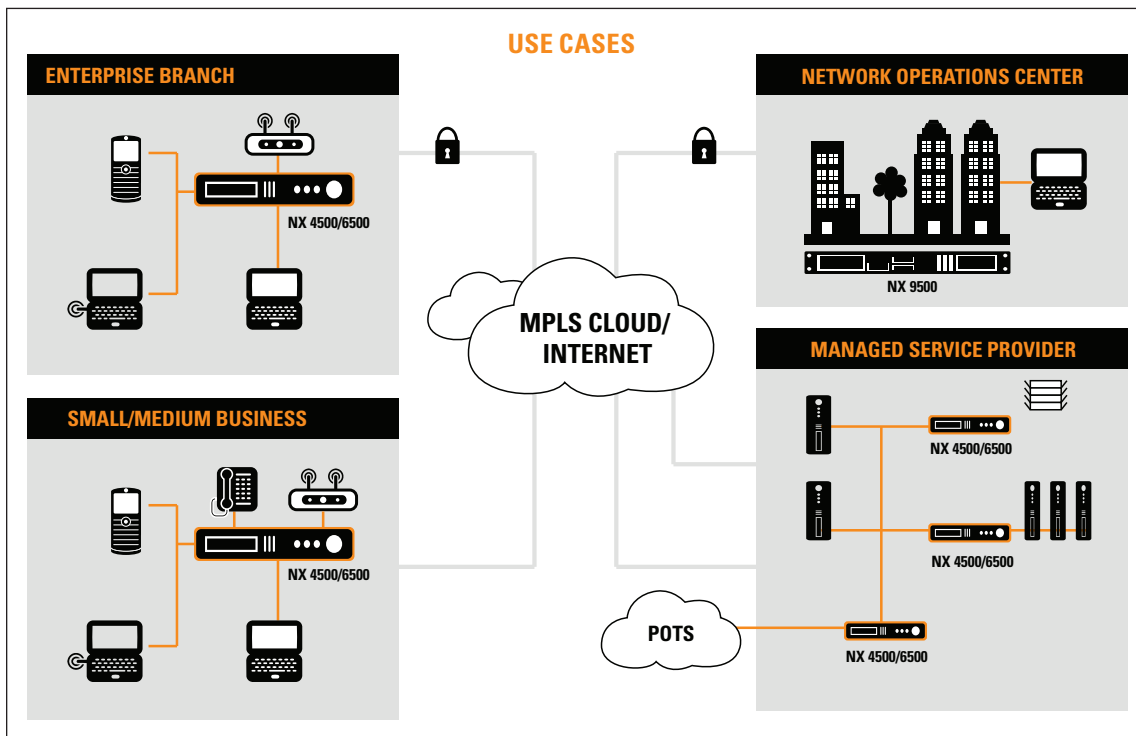 USE CASES
ENTERPRISE BRANCH
NX 4500/6500
SMALL/MEDIUM BUSINESS
NX 4500/6500
MPLS CLOUD/
INTERNET
NETWORK OPERATIONS CENTER
NX 9500
MANAGED SERVICE PROVIDER
NX 4500/6500
NX 4500/6500
POTS
NX 4500/6500